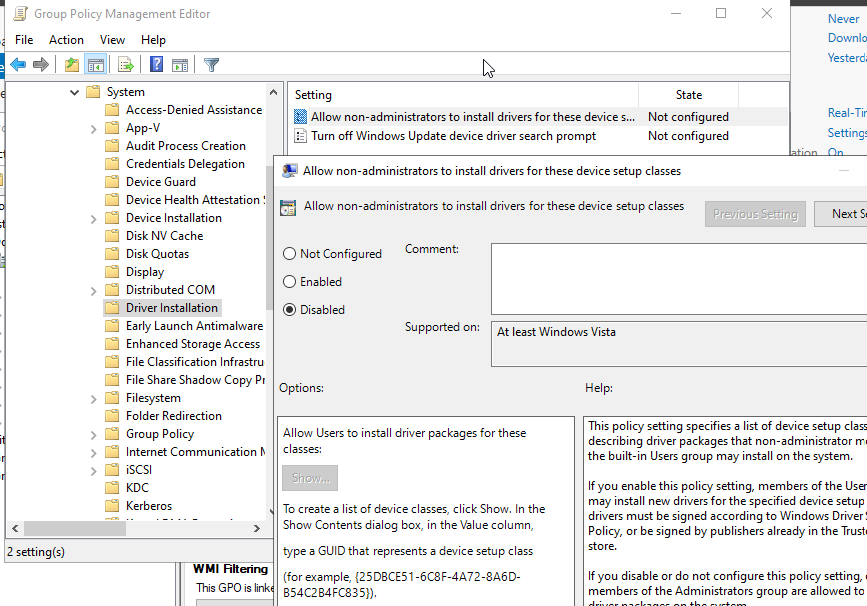 Group Policy Management Editor
File Action View Help
System
Access-Denied Assistance
App-V
Audit Process Creation
Credentials Delegation
Device Guard
Device Health Attestation
Device Installation
Disk NV Cache
Disk Quotas
Display
Distributed COM
Driver Installation
Early Launch Antimalware
Enhanced Storage Access
File Classification Infrastru
File Share Shadow Copy Pr
Filesystem
Folder Redirection
Group Policy
Internet Communication M
iSCSI
KDC
Kerberos
2 setting(s)
Setting State
Allow non-administrators to install drivers for these device s... Not configured
Turn off Windows Update device driver search prompt Not configured
Never
Downlo
Yesterda
Real-Tim
Settings
ation On
Allow non-administrators to install drivers for these device setup classes
Allow non-administrators to install drivers for these device setup classes
Previous Setting Next Se
Not Configured
Enabled
Disabled
Comment:
Supported on: At least Windows Vista
Options:
Allow Users to install driver packages for these
classes:
Show...
To create a list of device classes, click Show. In the
Show Contents dialog box, in the Value column,
type a GUID that represents a device setup class
(for example, {25DBCE51-6C8F-4A72-8A6D-
B54C2B4FC835}).
Help:
This policy setting specifies a list of device setup class
describing driver packages that non-administrator m
the built-in Users group may install on the system.
If you enable this policy setting, members of the User
may install new drivers for the specified device setup
drivers must be signed according to Windows Driver S
Policy, or be signed by publishers already in the Truste
store.
If you disable or do not configure this policy setting,
members of the Administrators group are allowed to
driver packages on the system.
WMI Filtering
This GPO is linke